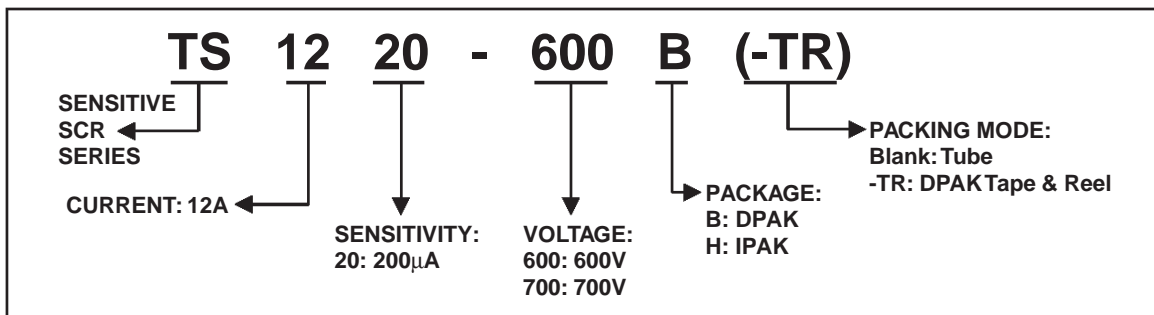 TS 12 20 - 600 B (-TR)
SENSITIVE
SCR
SERIES
CURRENT: 12A
SENSITIVITY:
20: 200µA
VOLTAGE:
600: 600V
700: 700V
PACKAGE:
B: DPAK
H: IPAK
PACKING MODE:
Blank: Tube
-TR: DPAK Tape & Reel